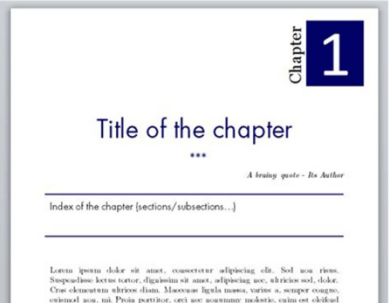 Chapter
1
Title of the chapter
***
A brainy quote - Its Author
Index of the chapter (sections/subsections...)
Lorem ipsum dolor sit amet, consectetur adipiscing elit. Sed non risus.
Suspendisse lectus tortor, dignissim sit amet, adipiscing nec, ultricies sed, dolor.
Cras elementum ultrices diam. Maecenas ligula massa, varius a, semper congue,
euismod non, mi. Proin porttitor, orci nec nonummy molestie, enim est eleifend